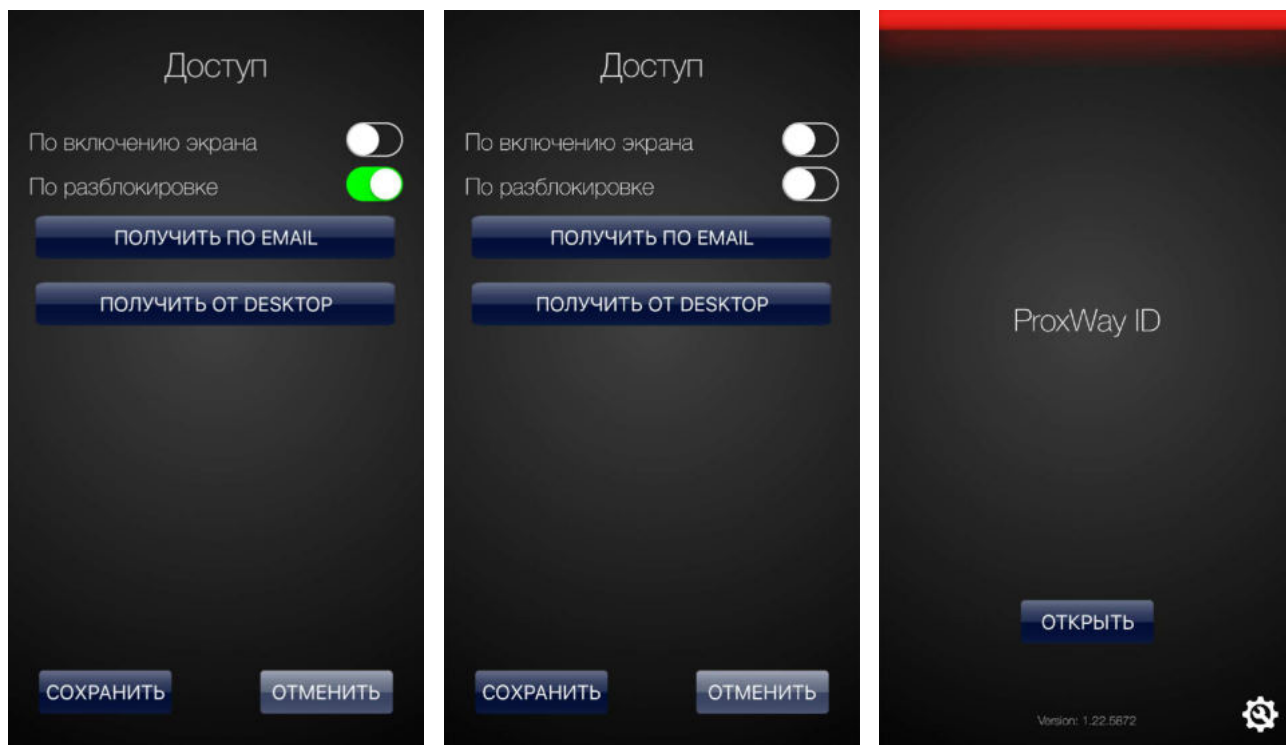 Доступ
По включению экрана
По разблокировке
ПОЛУЧИТЬ ПО EMAIL
ПОЛУЧИТЬ ОТ DESKTOP
СОХРАНИТЬ
ОТМЕНИТЬ
Доступ
По включению экрана
По разблокировке
ПОЛУЧИТЬ ПО EMAIL
ПОЛУЧИТЬ ОТ DESKTOP
СОХРАНИТЬ
ОТМЕНИТЬ
ProxWay ID
ОТКРЫТЬ
Version: 1.22.5872